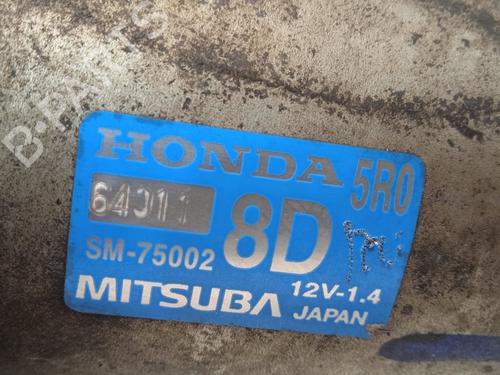 HONDA 5R0
64011
SM-75002 8D
MITSUBA 12V-1.4
JAPAN
B-PARTS